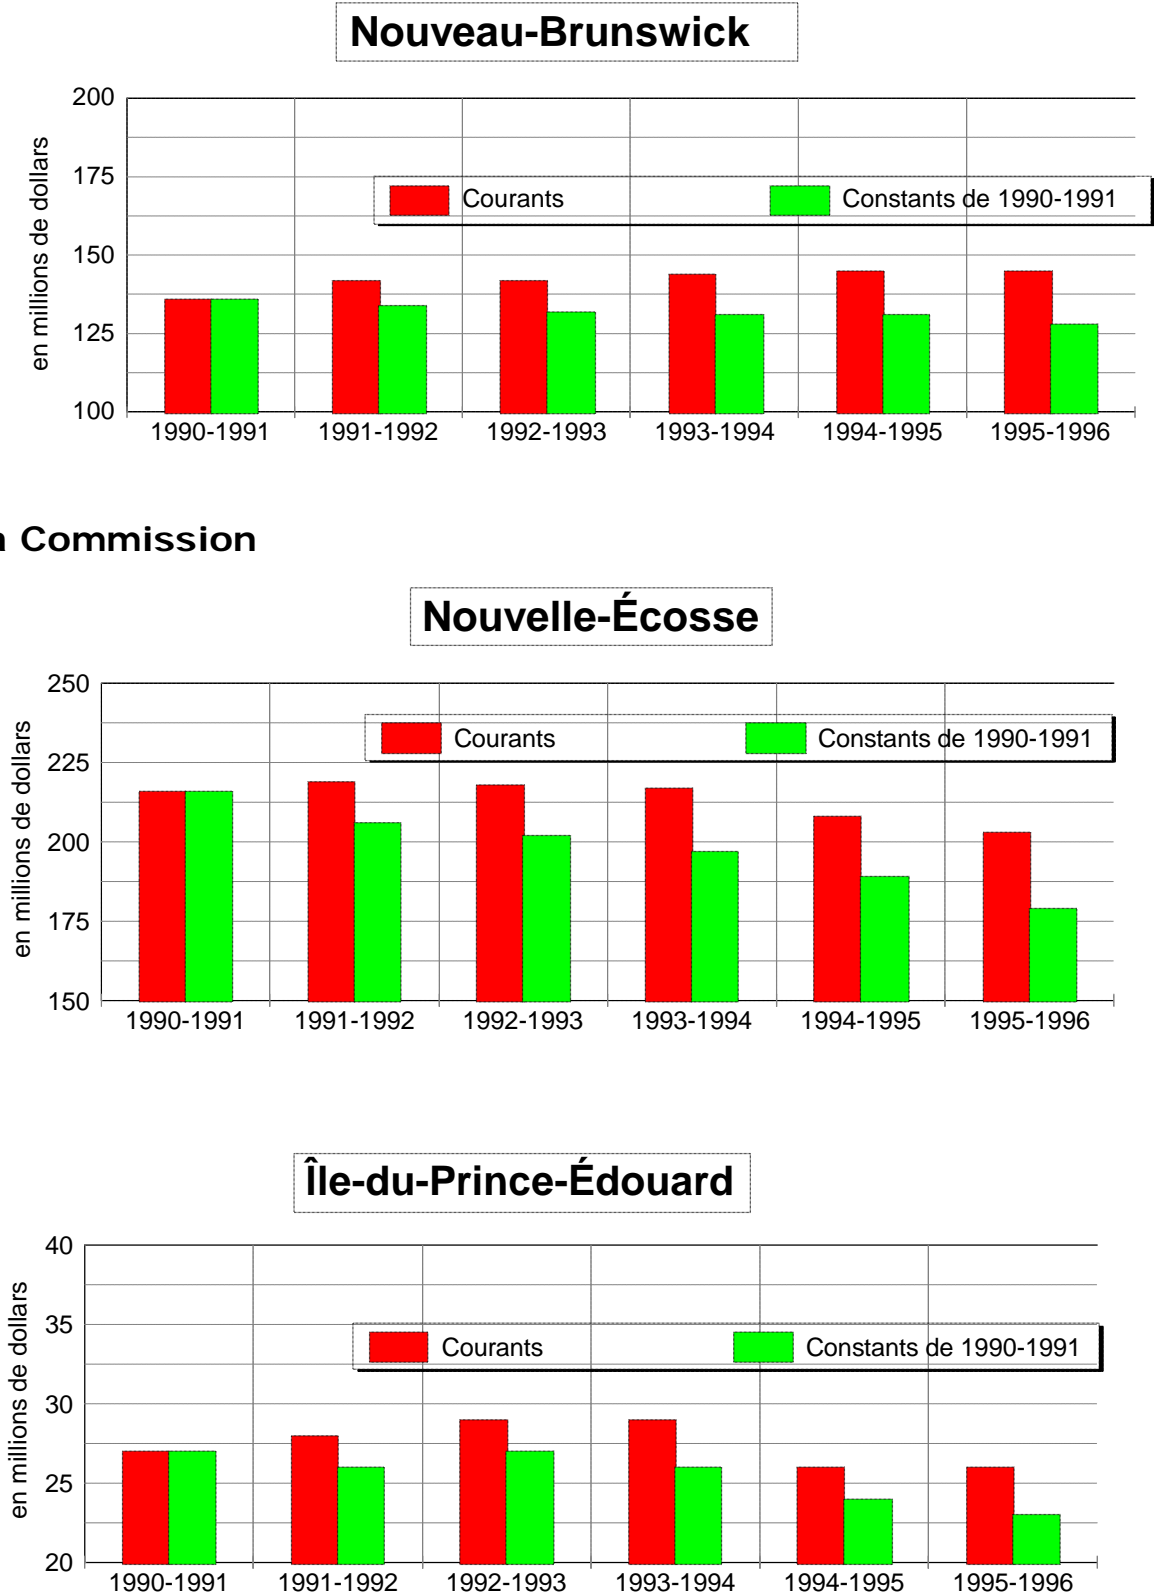 Nouveau-Brunswick
200
175
150
125
100
en millions de dollars
Courants
Constants de 1990-1991
1990-1991 1991-1992 1992-1993 1993-1994 1994-1995 1995-1996
Commission
Nouvelle-Écosse
250
225
200
175
150
en millions de dollars
Courants
Constants de 1990-1991
1990-1991 1991-1992 1992-1993 1993-1994 1994-1995 1995-1996
Île-du-Prince-Édouard
40
35
30
25
20
en millions de dollars
Courants
Constants de 1990-1991
1990-1991 1991-1992 1992-1993 1993-1994 1994-1995 1995-1996